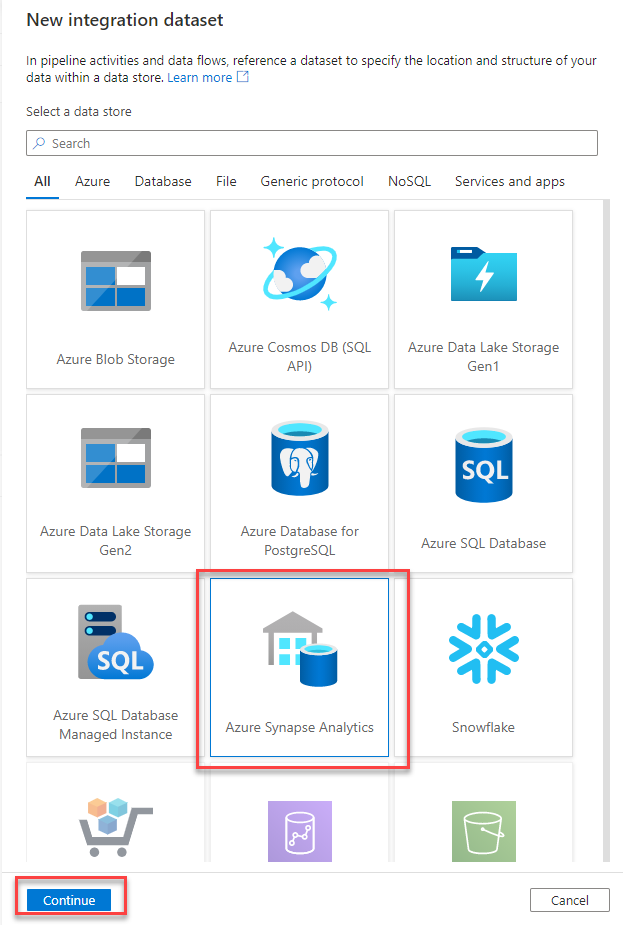 New integration dataset
In pipeline activities and data flows, reference a dataset to specify the location and structure of your
data within a data store. Learn more
Select a data store
Search
All Azure Database File Generic protocol NoSQL Services and apps
Azure Blob Storage
Azure Cosmos DB (SQL
API)
Azure Data Lake Storage
Gen1
Azure Data Lake Storage
Gen2
Azure Database for
PostgreSQL
SQL
Azure SQL Database
SQL
Azure SQL Database
Managed Instance
Azure Synapse Analytics
Snowflake
Continue
Cancel